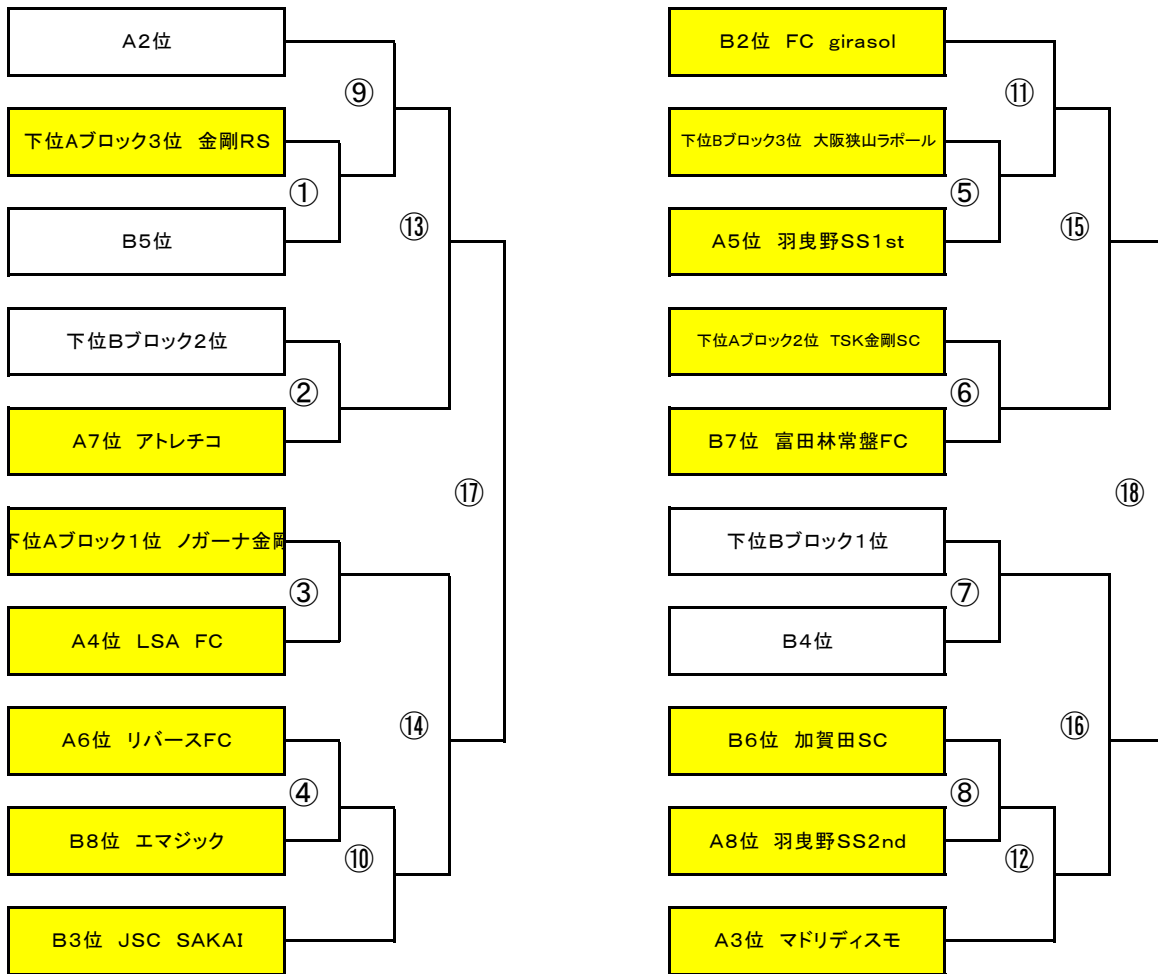 A2位
⑨
下位Aブロック3位 金剛RS
①
B5位
⑬
下位Bブロック2位
②
A7位 アトレチコ
⑰
下位Aブロック1位 ノガーナ金剛
③
A4位 LSA FC
A6位 リバースFC
⑭
④
B8位 エマジック
⑩
B3位 JSC SAKAI
B2位 FC girasol
⑪
下位Bブロック3位 大阪狭山ラポール
⑤
A5位 羽曳野SS1st
⑮
下位Aブロック2位 TSK金剛SC
⑥
B7位 富田林常盤FC
⑱
下位Bブロック1位
⑦
B4位
B6位 加賀田SC
⑯
⑧
A8位 羽曳野SS2nd
⑫
A3位 マドリディスモ